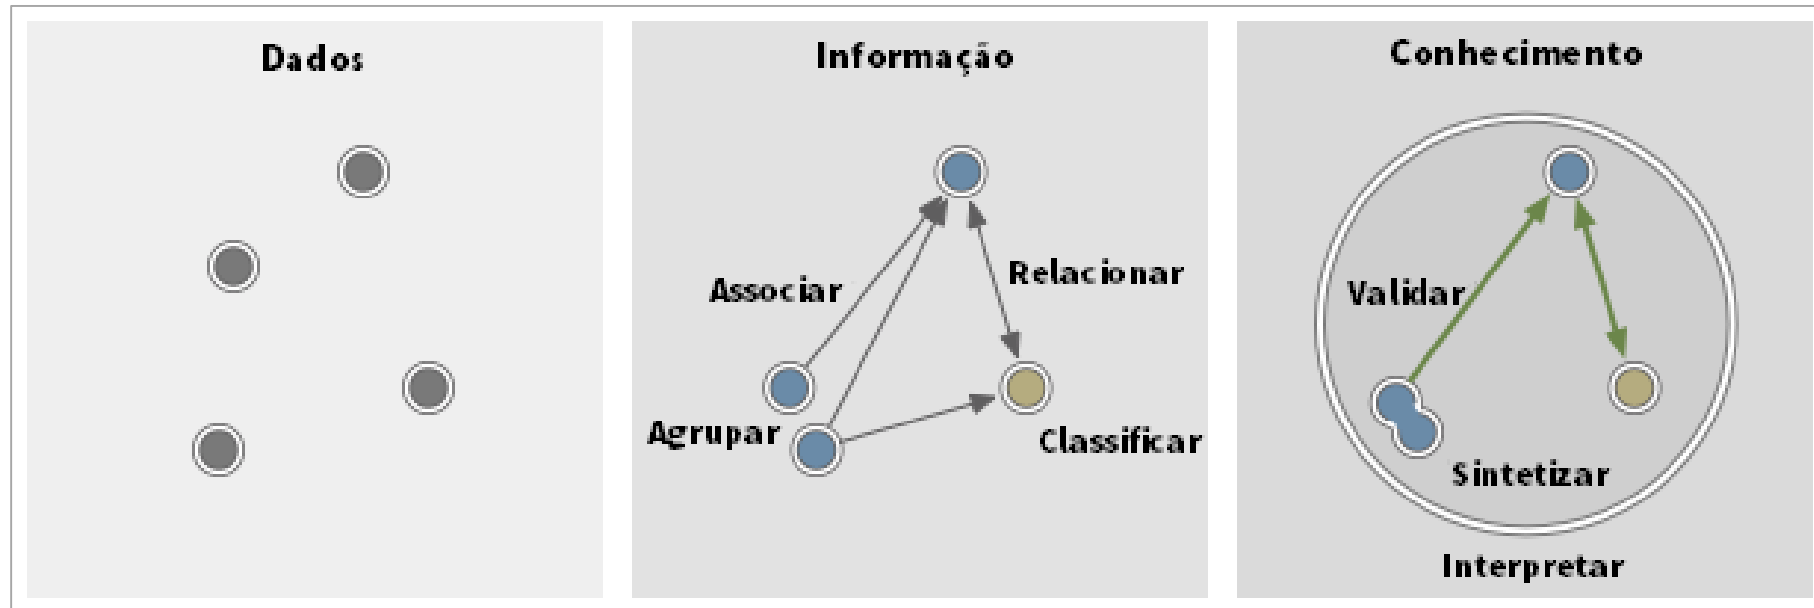 Dados
Informação
Associar
Relacionar
Agrupar
Classificar
Conhecimento
Validar
Sintetizar
Interpretar